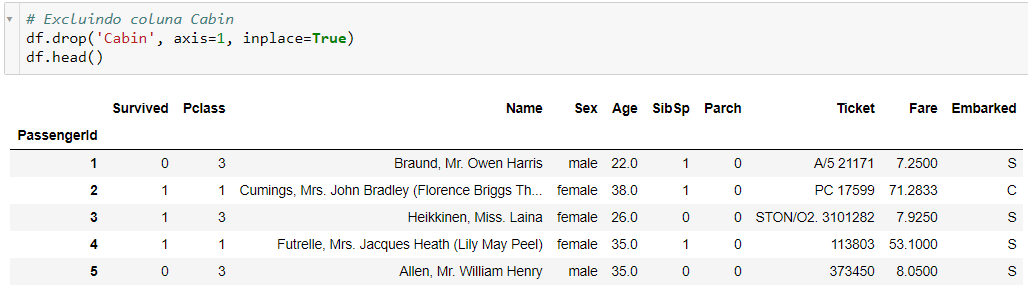 # Excluindo coluna Cabin
df.drop('Cabin', axis=1, inplace=True)
df.head()
Survived Pclass Name Sex Age SibSp Parch Ticket Fare Embarked
PassengerId
1 0 3 Braund, Mr. Owen Harris male 22.0 1 0 A/5 21171 7.2500 S
2 1 1 Cumings, Mrs. John Bradley (Florence Briggs Th... female 38.0 1 0 PC 17599 71.2833 C
3 1 3 Heikkinen, Miss. Laina female 26.0 0 0 STON/O2. 3101282 7.9250 S
4 1 1 Futrelle, Mrs. Jacques Heath (Lily May Peel) female 35.0 1 0 113803 53.1000 S
5 0 3 Allen, Mr. William Henry male 35.0 0 0 373450 8.0500 S